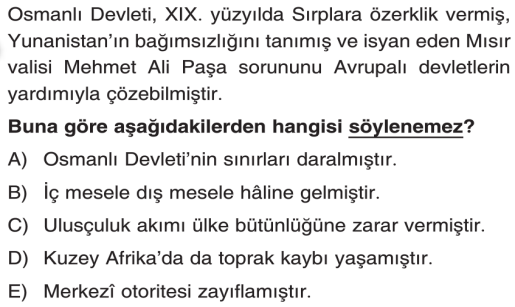 Osmanlı Devleti, XIX. yüzyılda Sırplara özerklik vermiş,
Yunanistan'ın bağımsızlığını tanımış ve isyan eden Mısır
valisi Mehmet Ali Paşa sorununu Avrupalı devletlerin
yardımıyla çözebilmiştir.
Buna göre aşağıdakilerden hangisi söylenemez?
A) Osmanlı Devleti'nin sınırları daralmıştır.
B) İç mesele dış mesele hâline gelmiştir.
C) Ulusçuluk akımı ülke bütünlüğüne zarar vermiştir.
D) Kuzey Afrika'da da toprak kaybı yaşamıştır.
E) Merkezî otoritesi zayıflamıştır.